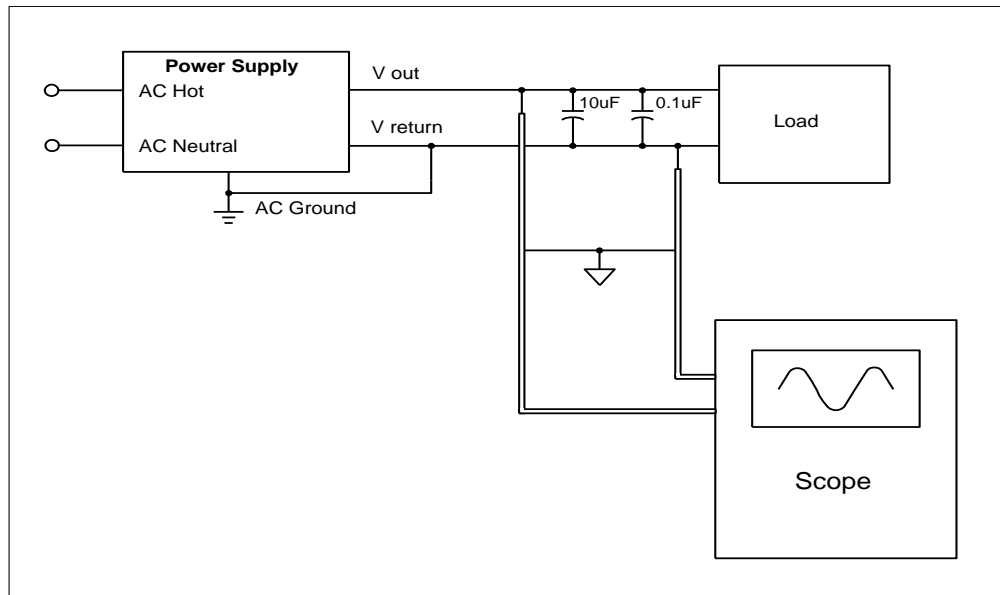 Power Supply
V out
AC Hot
10uF
0.1uF
Load
V return
AC Neutral
AC Ground
Scope